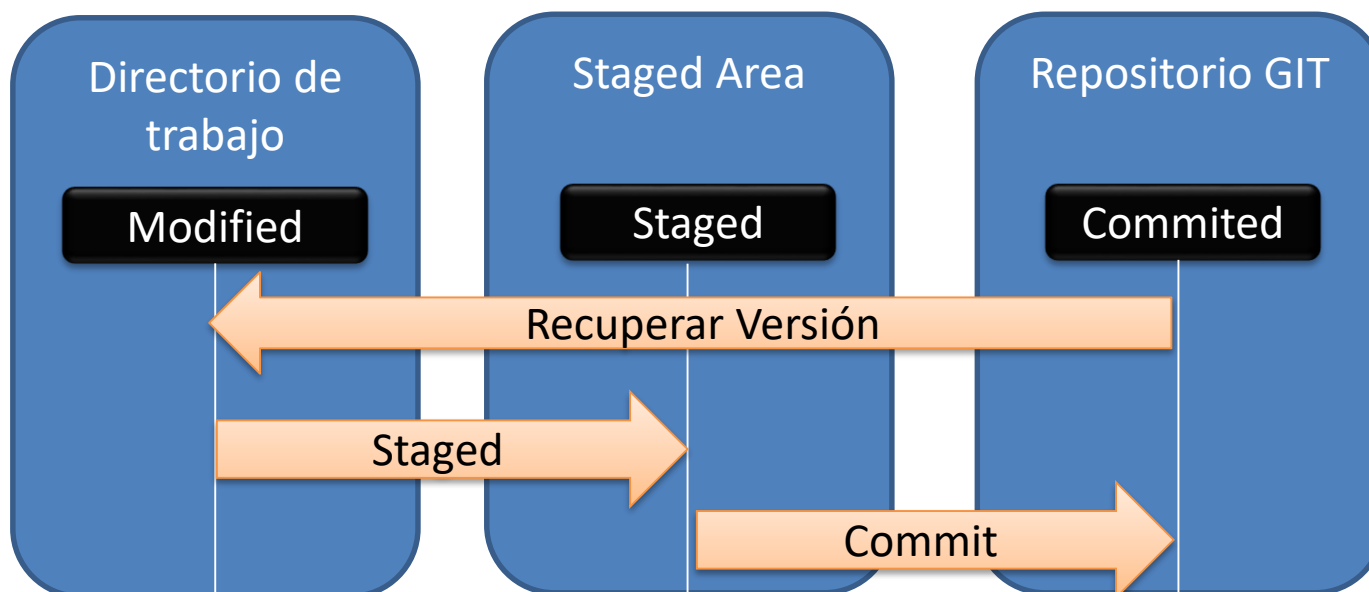 Directorio de
trabajo
Staged Area
Repositorio GIT
Modified
Staged
Commited
Recuperar Versión
Staged
Commit